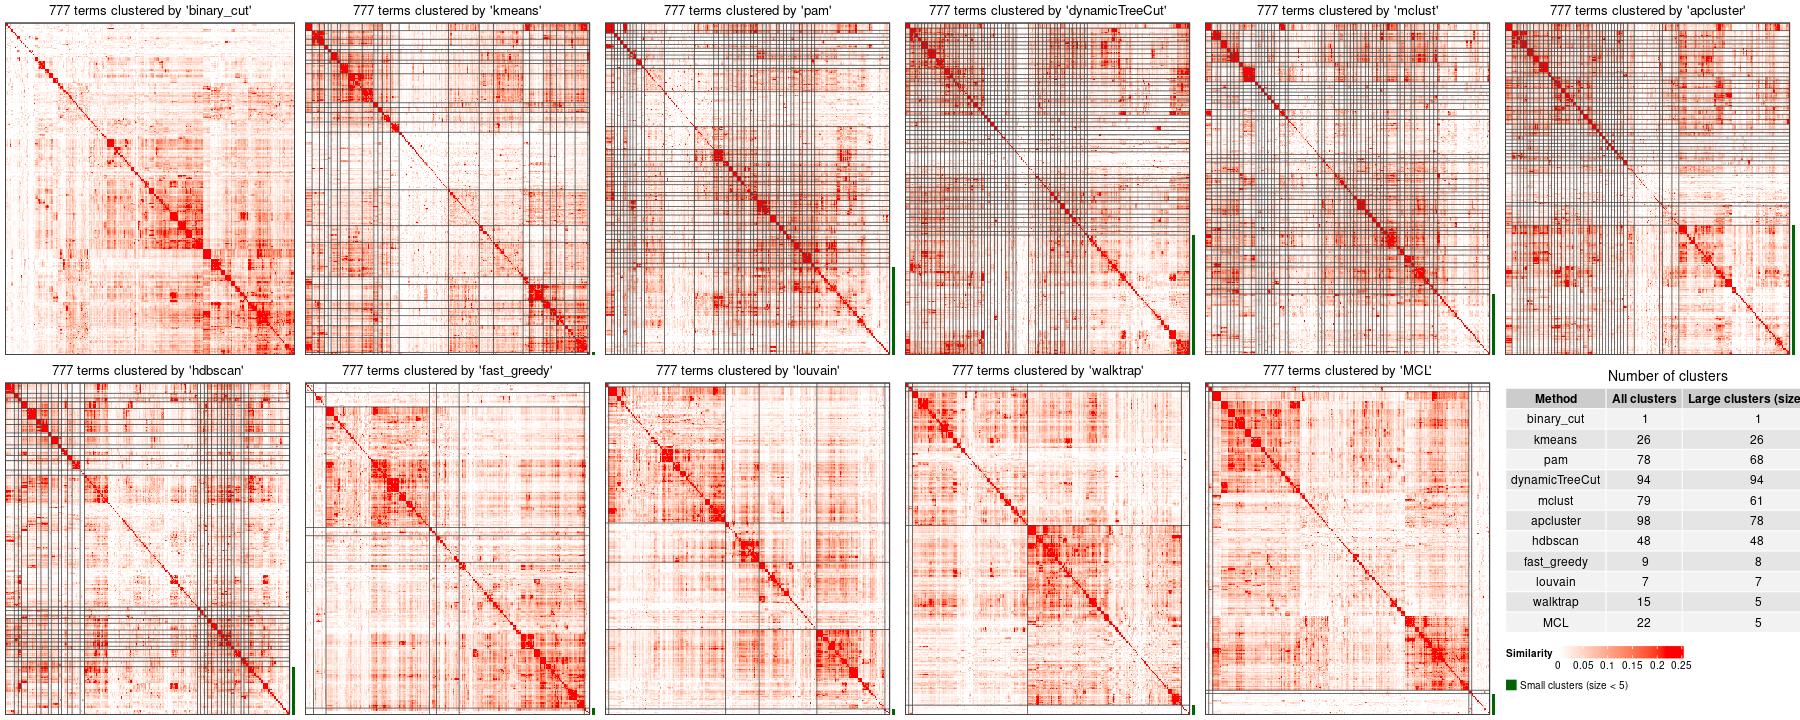 777 terms clustered by 'binary_cut'
777 terms clustered by 'kmeans'
777 terms clustered by 'pam'
777 terms clustered by 'dynamicTreeCut'
777 terms clustered by 'mclust'
777 terms clustered by 'apcluster'
777 terms clustered by 'hdbscan'
777 terms clustered by 'fast_greedy'
777 terms clustered by 'louvain'
777 terms clustered by 'walktrap'
777 terms clustered by 'MCL'
Number of clusters
Method All clusters Large clusters (size
binary_cut 1 1
kmeans 26 26
pam 78 68
dynamicTreeCut 94 94
mclust 79 61
apcluster 98 78
hdbscan 48 48
fast_greedy 9 8
louvain 7 7
walktrap 15 5
MCL 22 5
Similarity
0 0.05 0.1 0.15 0.2 0.25
Small clusters (size < 5)